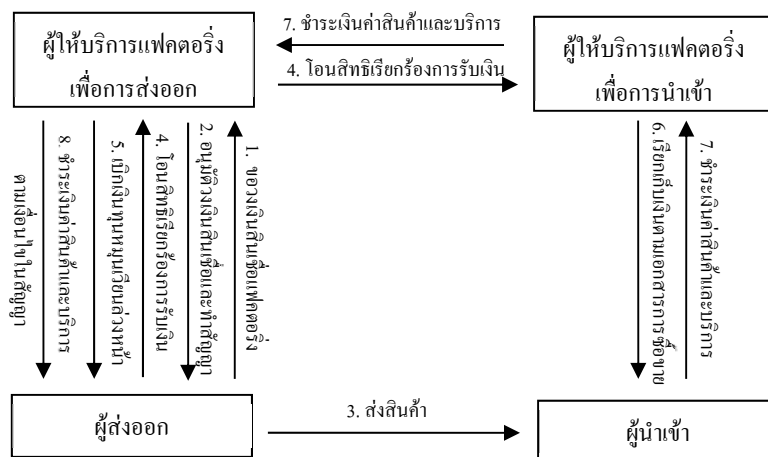 7. ชำระเงินค่าสินค้าและบริการ
ผู้ให้บริการแฟคตอริ่ง
เพื่อการส่งออก
4. โอนสิทธิเรียกร้องการรับเงิน
ผู้ให้บริการแฟคตอริ่ง
เพื่อการนำเข้า
8. ชำระเงินค่าสินค้าและบริการ
ตามเงื่อนไขในสัญญา
5. เบิกเงินทุนหมุนเวียนล่วงหน้า
4. โอนสิทธิเรียกร้องการรับเงิน
2. อนุมัติวงเงินสินเชื่อและทำสัญญา
1. ขอวงเงินสินเชื่อแฟคตอริ่ง
6. เรียกเก็บเงินตามเอกสารการซื้อขาย
7. ชำระเงินค่าสินค้าและบริการ
ผู้ส่งออก
3. ส่งสินค้า
ผู้นำเข้า